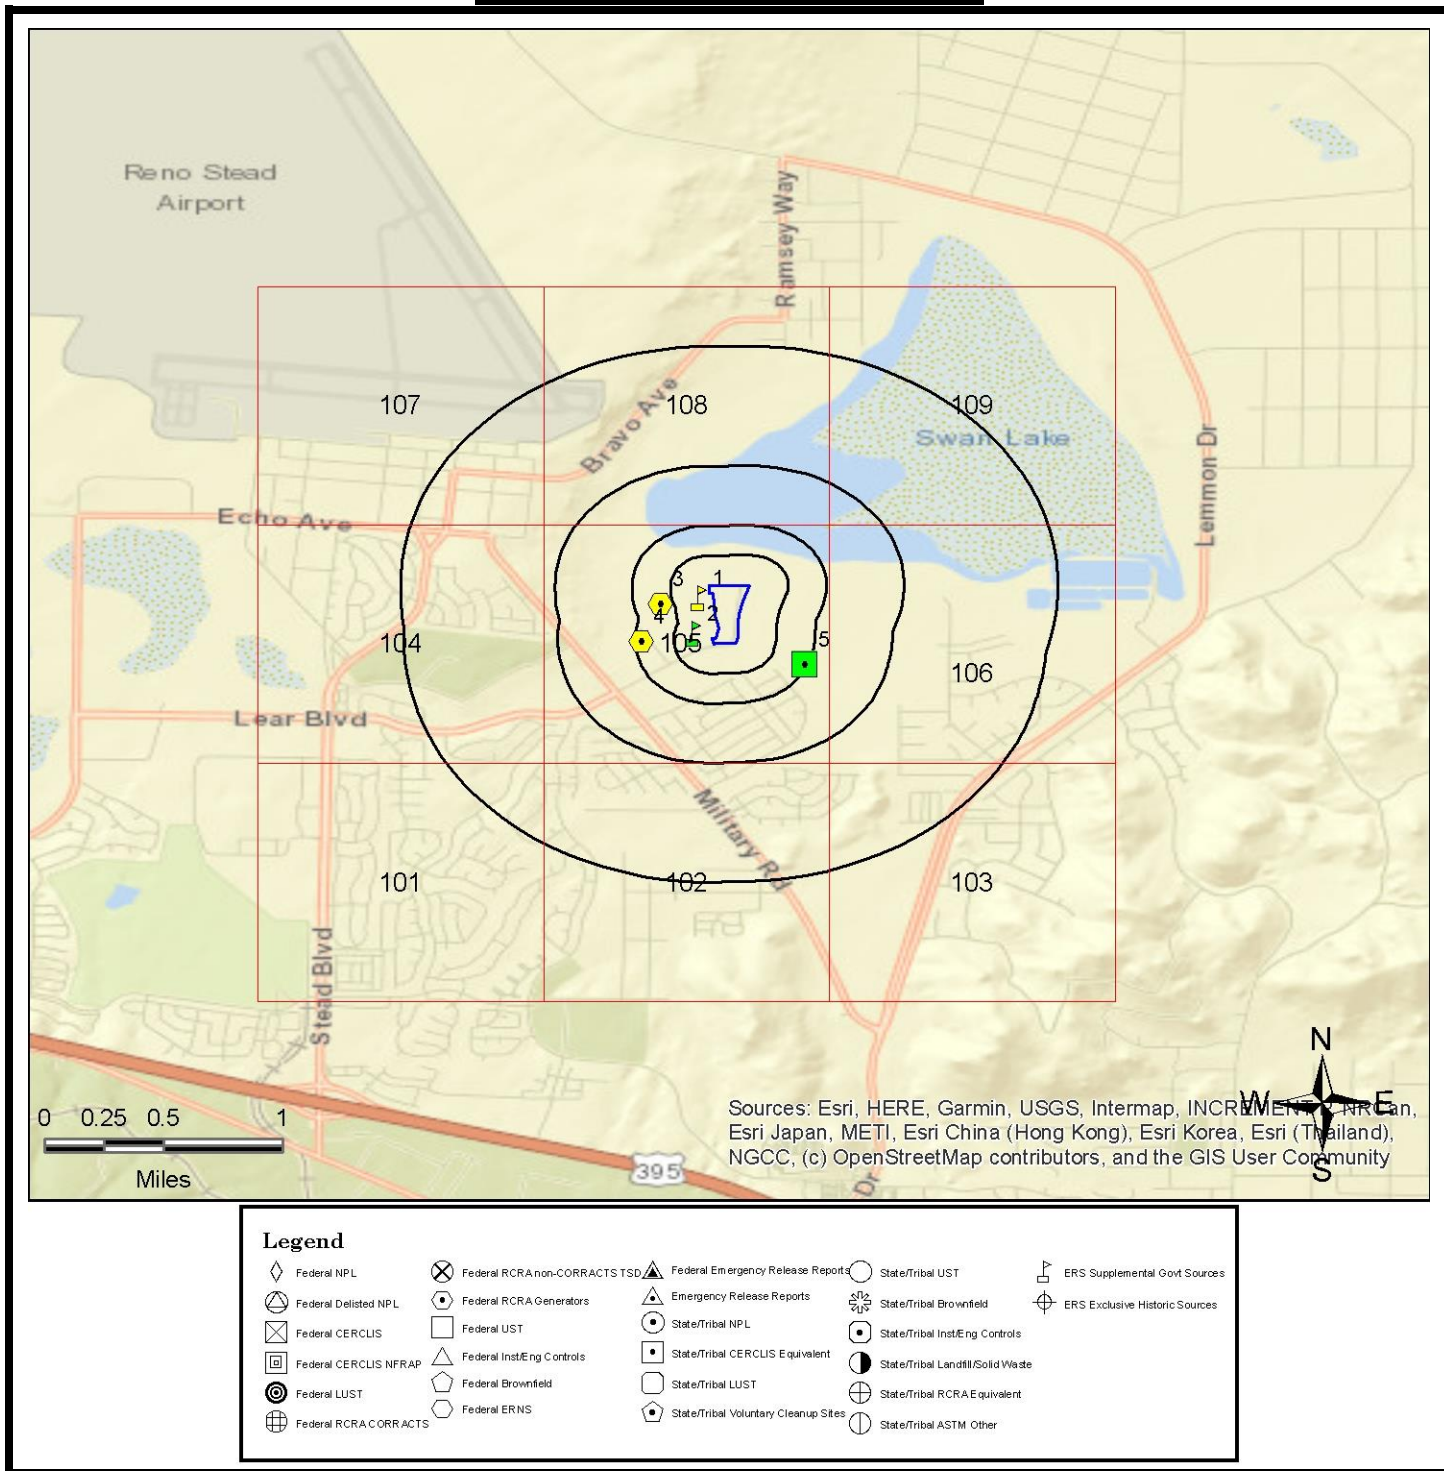 Reno Stead
Airport
Ramsey Way
107
108
109
Bravo Ave
Swan Lake
Lemmon Dr
Echo Ave
3
1
4
2
104
105
5
106
Lear Blvd
Military Rd
101
102
103
Stead Blvd
N
W
E
S
0 0.25 0.5 1
Miles
395
Dr
Sources: Esri, HERE, Garmin, USGS, Intermap, INCREMENT P, NRCan,
Esri Japan, METI, Esri China (Hong Kong), Esri Korea, Esri (Thailand),
NGCC, (c) OpenStreetMap contributors, and the GIS User Community
Legend
Federal NPL
Federal Delisted NPL
Federal CERCLIS
Federal CERCLIS NFRAP
Federal LUST
Federal RCRA CORRACTS
Federal RCRA non-CORRACTS TSD
Federal RCRA Generators
Federal UST
Federal Inst/Eng Controls
Federal Brownfield
Federal ERNS
Federal Emergency Release Reports
Emergency Release Reports
State/Tribal NPL
State/Tribal CERCLIS Equivalent
State/Tribal LUST
State/Tribal Voluntary Cleanup Sites
State/Tribal UST
State/Tribal Brownfield
State/Tribal Inst/Eng Controls
State/Tribal Landfill/Solid Waste
State/Tribal RCRA Equivalent
State/Tribal ASTM Other
ERS Supplemental Govt Sources
ERS Exclusive Historic Sources